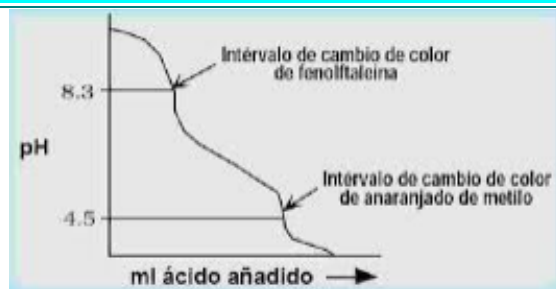 Intérvalo de cambio de color
de fenolftaleina
8.3
pH
Intérvalo de cambio de color
de anaranjado de metilo
4.5
ml ácido añadido